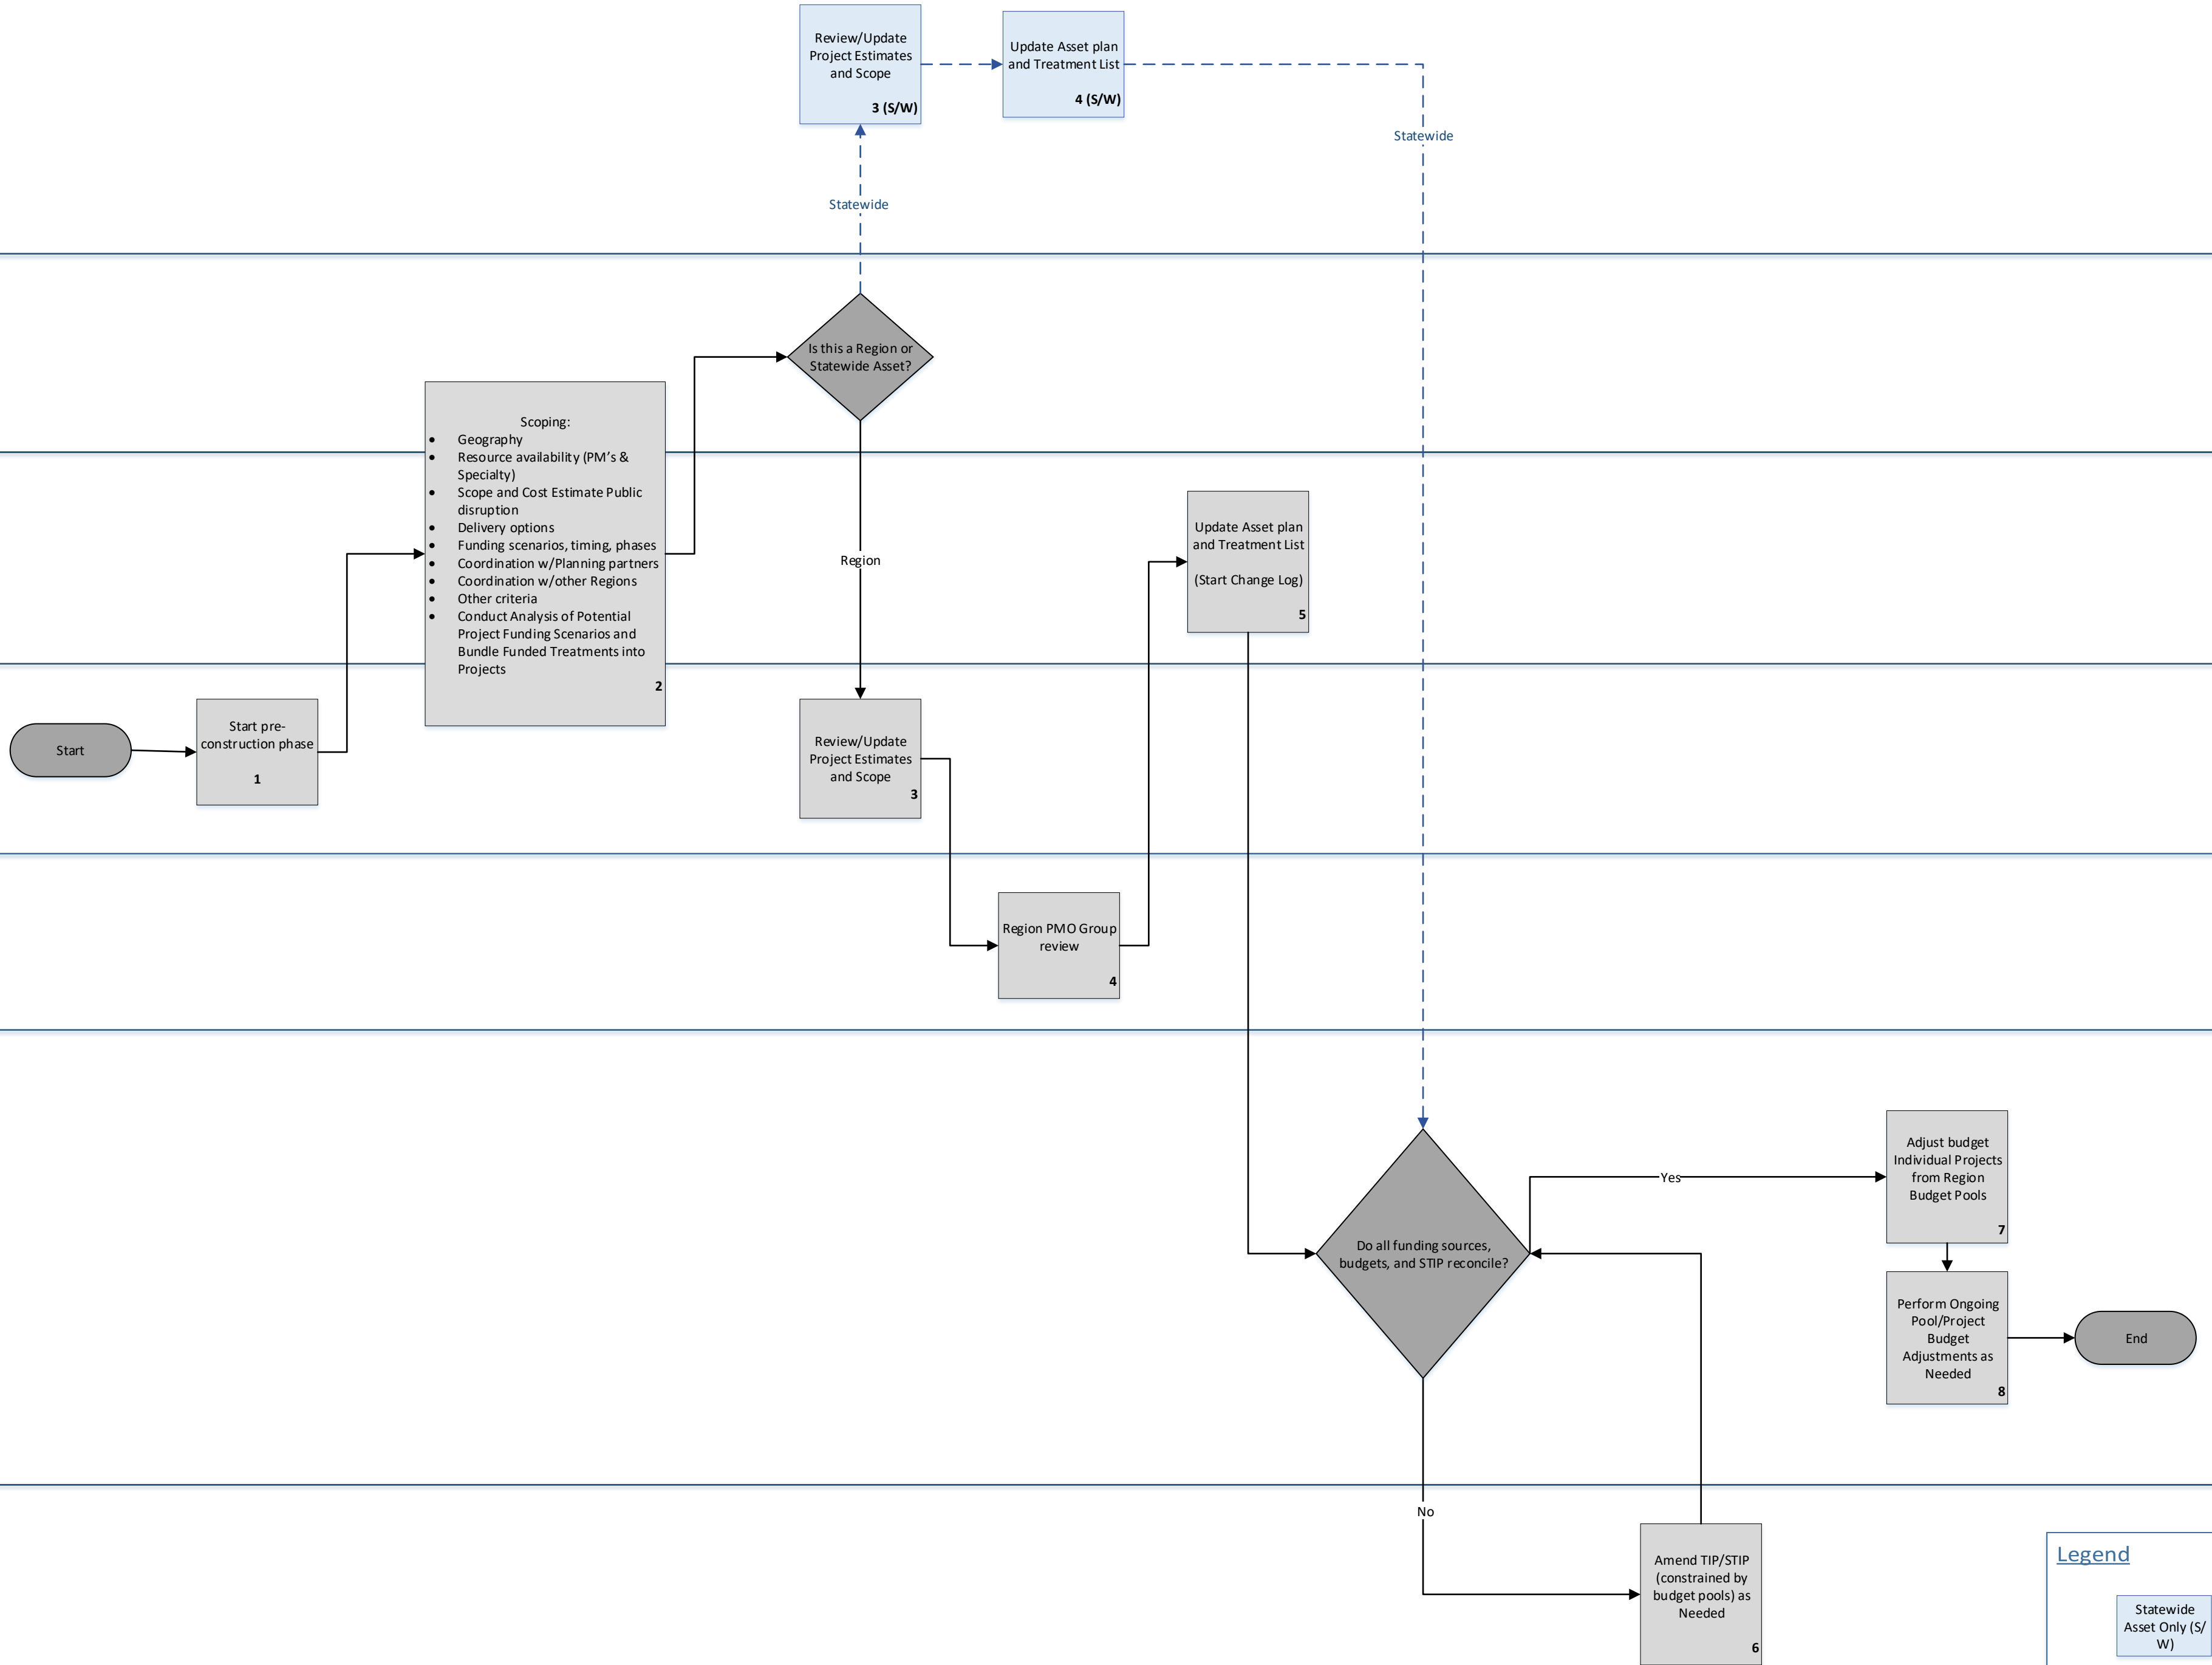 Review/Update
Project Estimates
and Scope
3 (S/W)
Update Asset plan
and Treatment List
4 (S/W)
Statewide
Statewide
Is this a Region or
Statewide Asset?
Scoping:
• Geography
• Resource availability (PM's &
Specialty)
• Scope and Cost Estimate Public
disruption
• Delivery options
• Funding scenarios, timing, phases
• Coordination w/Planning partners
• Coordination w/other Regions
• Other criteria
• Conduct Analysis of Potential
Project Funding Scenarios and
Bundle Funded Treatments into
Projects
2
Region
Update Asset plan
and Treatment List
(Start Change Log)
5
Start
Start pre-
construction phase
1
Review/Update
Project Estimates
and Scope
3
Region PMO Group
review
4
Do all funding sources,
budgets, and STIP reconcile?
Yes
Adjust budget
Individual Projects
from Region
Budget Pools
7
Perform Ongoing
Pool/Project
Budget
Adjustments as
Needed
8
End
No
Amend TIP/STIP
(constrained by
budget pools) as
Needed
6
Legend
Statewide
Asset Only (S/
W)